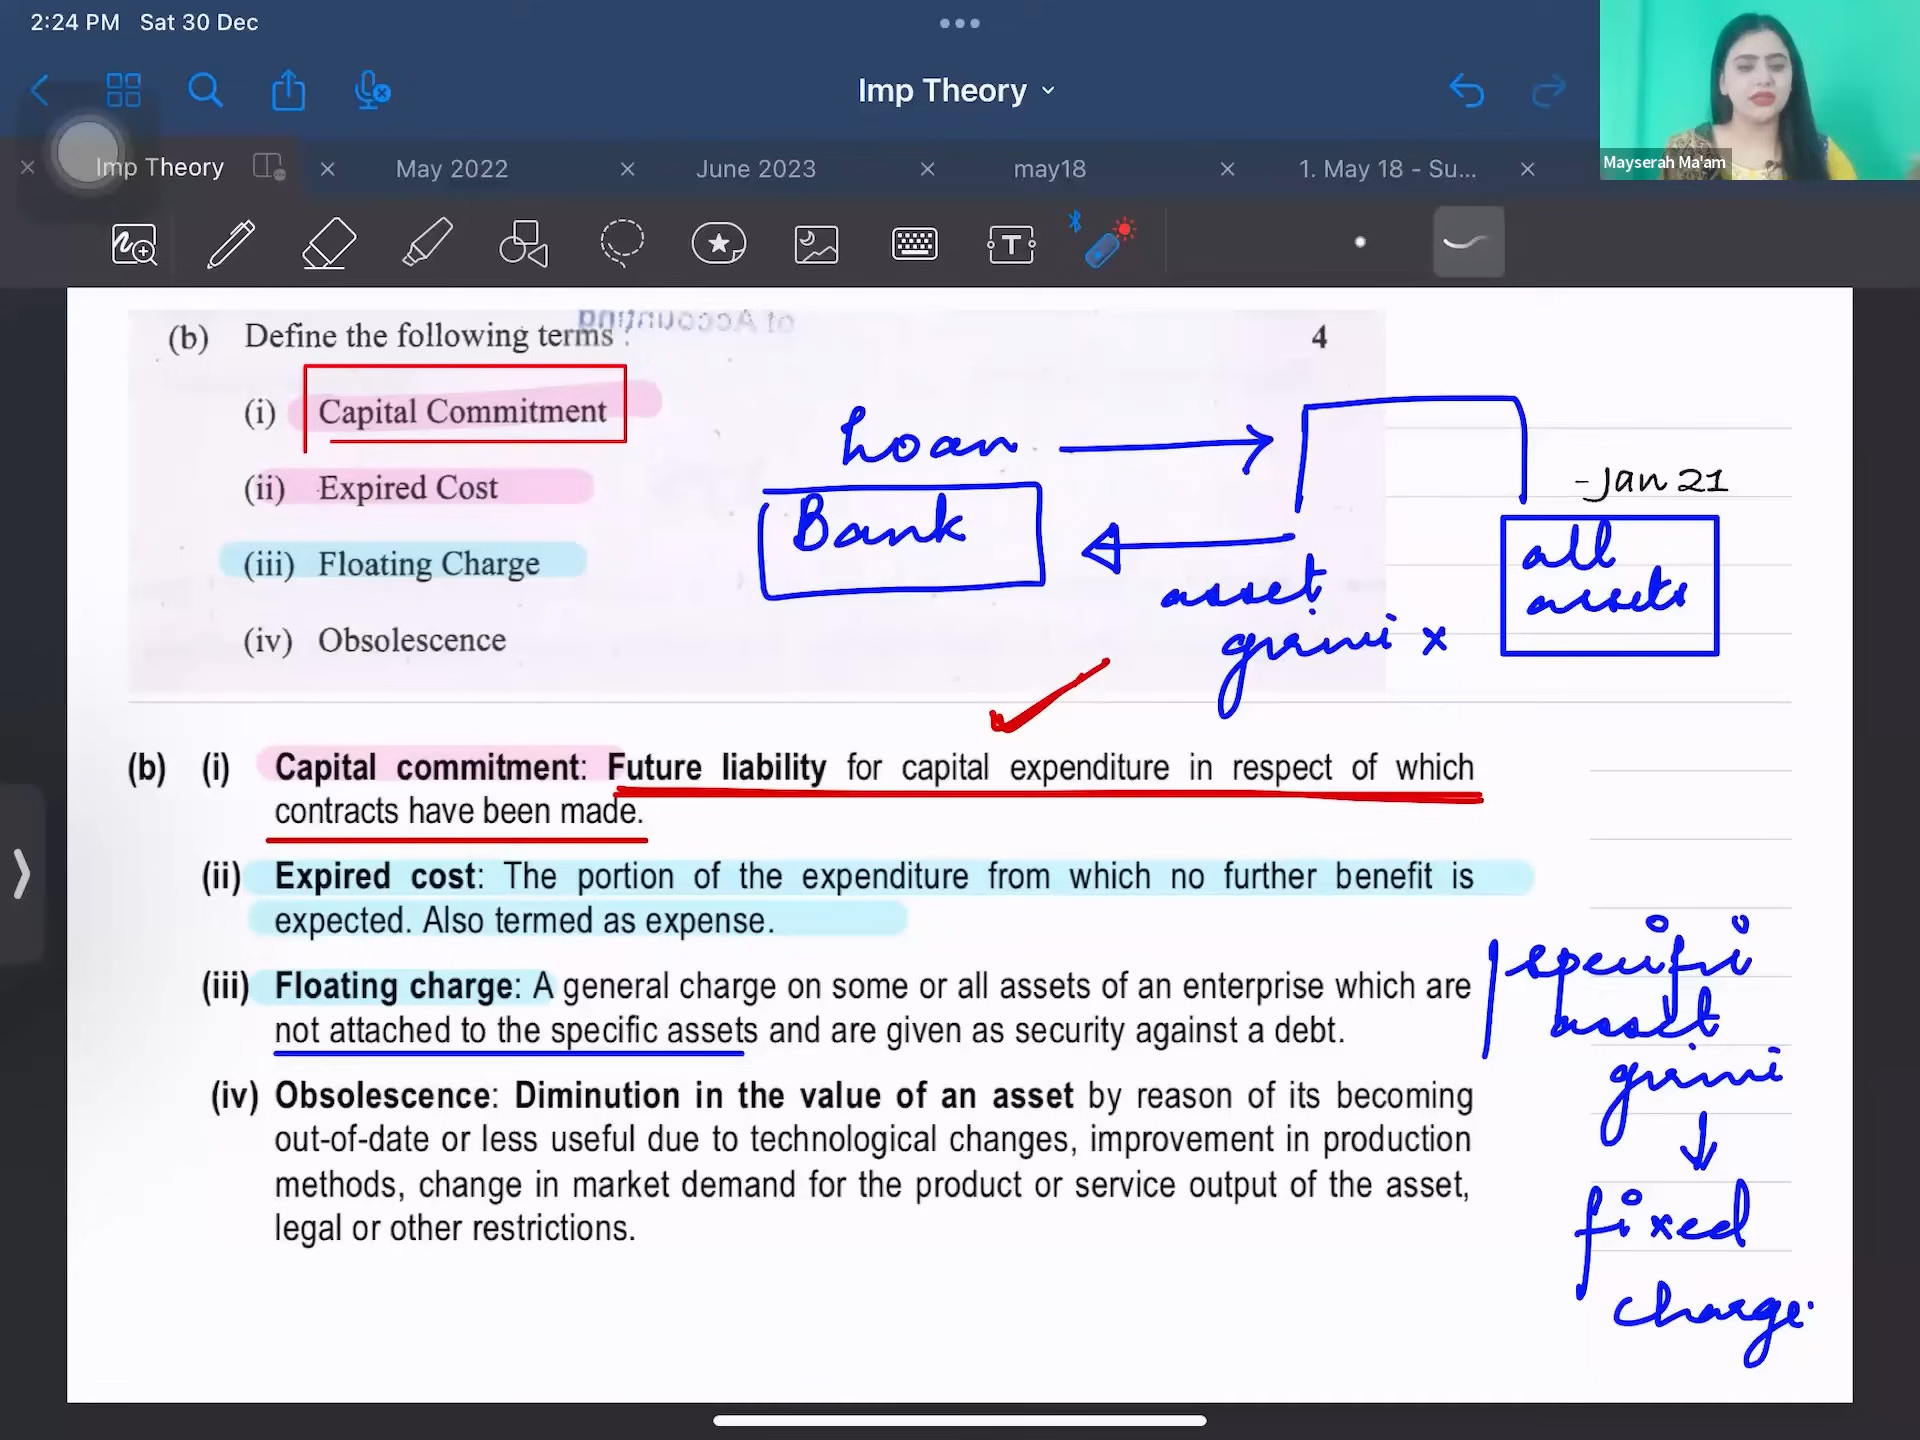 2:24 PM Sat 30 Dec
Imp Theory
Mayserah Ma'am
Imp Theory
May 2022
June 2023
may18
1. May 18 - Su...
T
of Accounting
(b) Define the following terms : 4
(i) Capital Commitment
(ii) Expired Cost
(iii) Floating Charge
(iv) Obsolescence
Loan
Bank
asset
- Jan 21
all
assets
(b) (i) Capital commitment: Future liability for capital expenditure in respect of which
contracts have been made.
(ii) Expired cost: The portion of the expenditure from which no further benefit is
expected. Also termed as expense.
(iii) Floating charge: A general charge on some or all assets of an enterprise which are
not attached to the specific assets and are given as security against a debt.
(iv) Obsolescence: Diminution in the value of an asset by reason of its becoming
out-of-date or less useful due to technological changes, improvement in production
methods, change in market demand for the product or service output of the asset,
legal or other restrictions.
asset
fixed
charge.